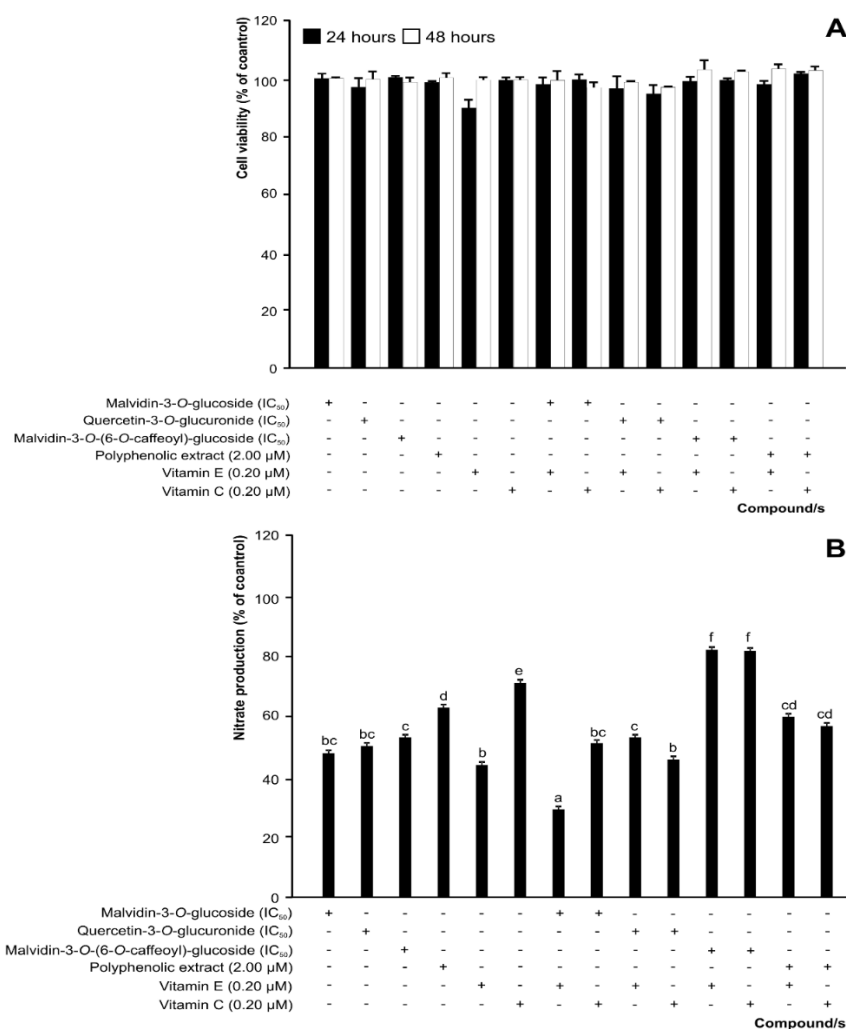 A
24 hours 48 hours
Cell viability (% of coantrol)
120
100
80
60
40
20
0
Malvidin-3-O-glucoside (IC50) + - - - - - + + - - - - - -
Quercetin-3-O-glucuronide (IC50) - + - - - - - - + + - - - -
Malvidin-3-O-(6-O-caffeoyl)-glucoside (IC50) - - + - - - - - - - + + - -
Polyphenolic extract (2.00 µM) - - - + - - - - - - - - + +
Vitamin E (0.20 µM) - - - - + - + - + - + - + -
Vitamin C (0.20 µM) - - - - - + - + - + - + - +
Compound/s
B
Nitrate production (% of coantrol)
120
100
80
60
40
20
0
bc bc c d b e a bc c b f f cd cd
Malvidin-3-O-glucoside (IC50) + - - - - - + + - - - - - -
Quercetin-3-O-glucuronide (IC50) - + - - - - - - + + - - - -
Malvidin-3-O-(6-O-caffeoyl)-glucoside (IC50) - - + - - - - - - - + + - -
Polyphenolic extract (2.00 µM) - - - + - - - - - - - - + +
Vitamin E (0.20 µM) - - - - + - + - + - + - + -
Vitamin C (0.20 µM) - - - - - + - + - + - + - +
Compound/s